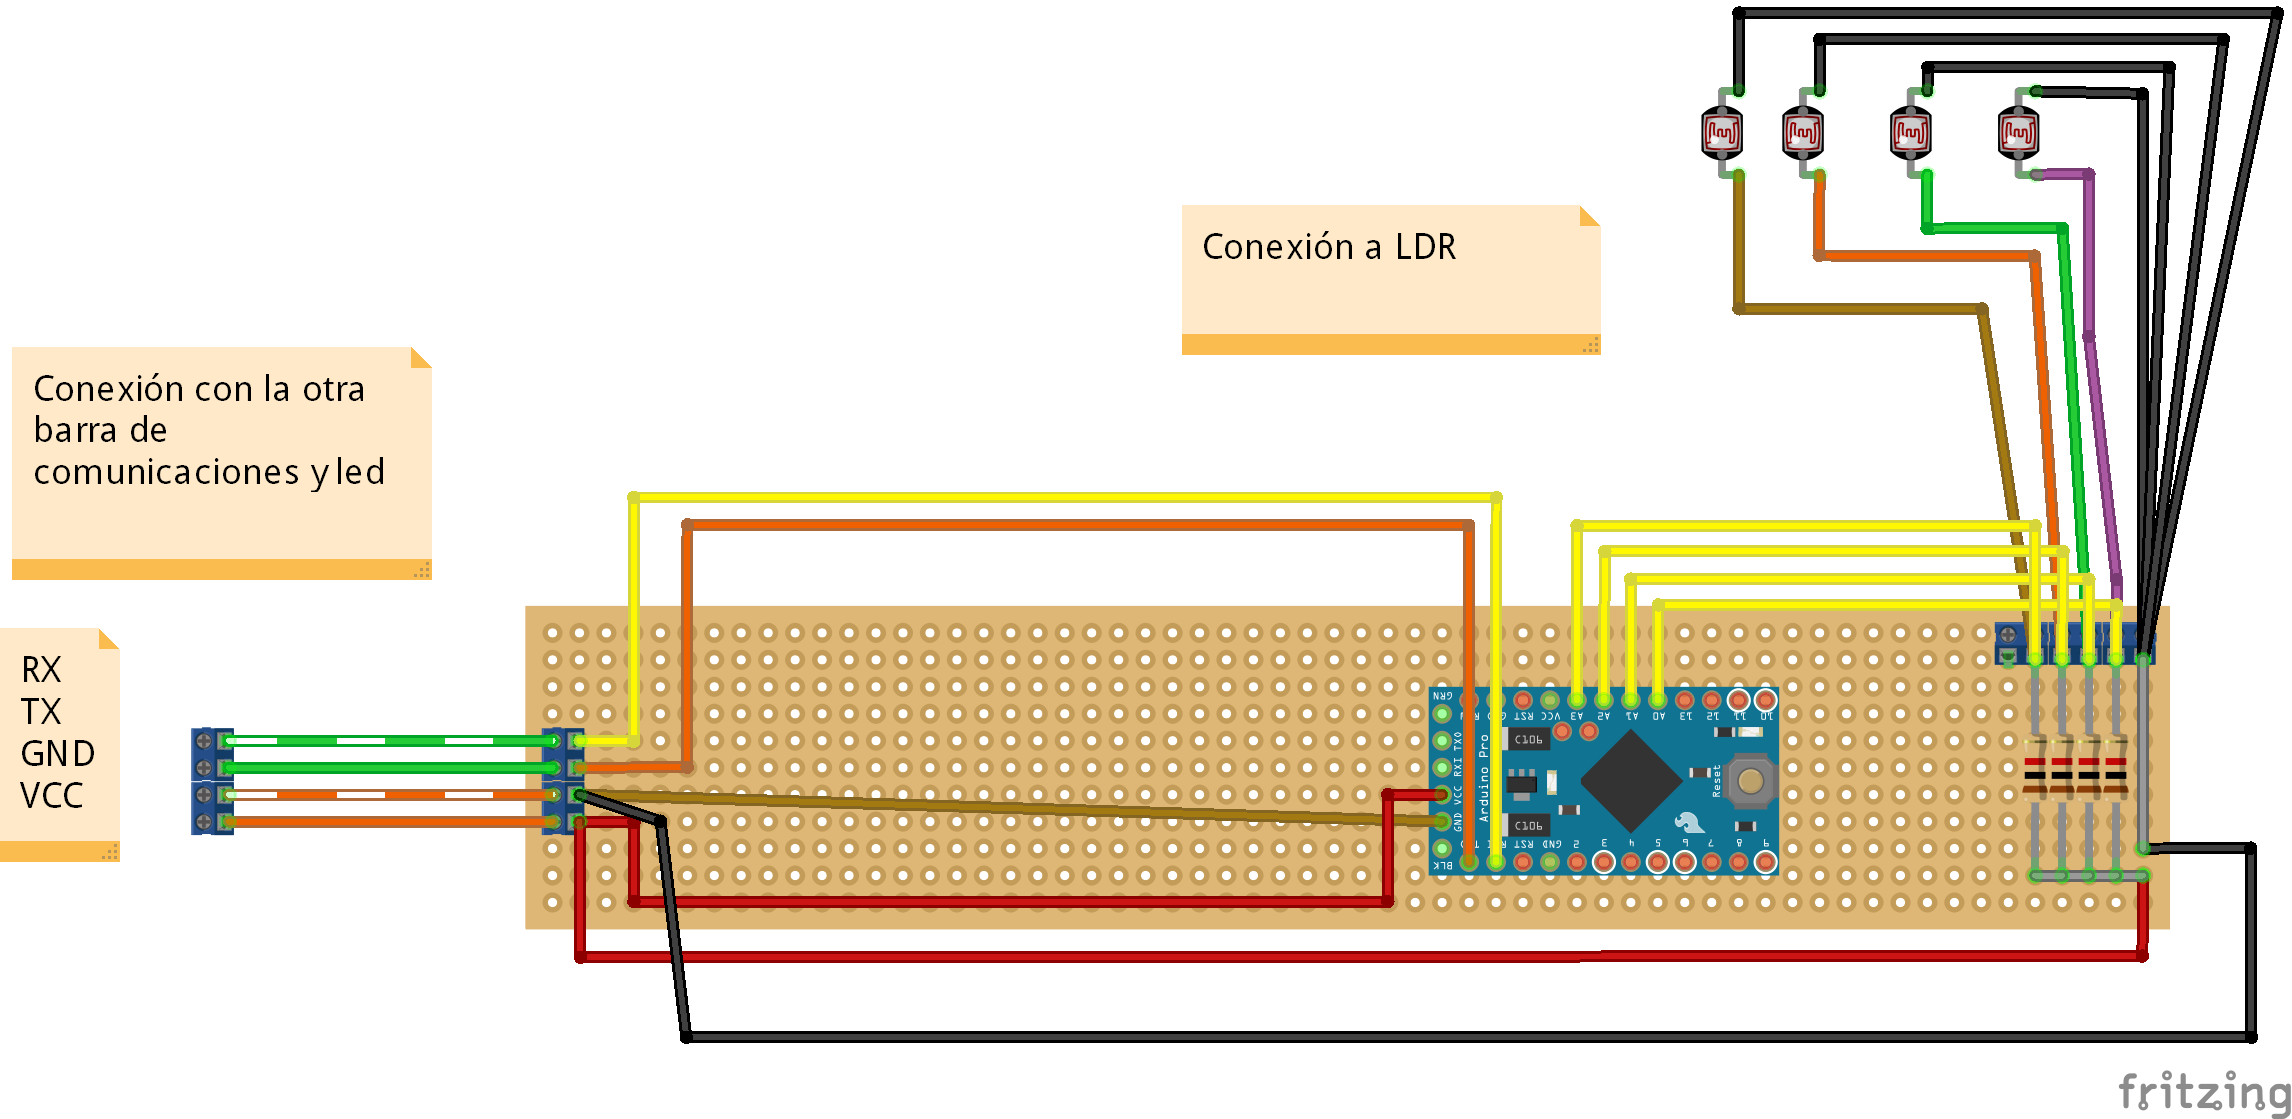 Conexión a LDR
Conexión con la otra
barra de
comunicaciones y led
RX
TX
GND
VCC
GRN
RST VCC A3 A2 A1 A0 13 12 11 10
TXO
RXI
VCC
GND
BLK
Arduino Pro
C106
C106
Reset
RST GND 2 3 4 5 6 7 8 9
fritzing